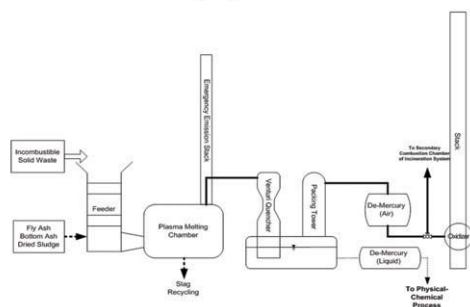 Incombustible
Solid Waste
Fly Ash
Bottom Ash
Dried Sludge
Feeder
Plasma Melting
Chamber
Slag
Recycling
Emergency Emission Stack
Venturi Quencher
Packing Tower
De-Mercury
(Air)
De-Mercury
(Liquid)
To Secondary
Combustion Chamber
of Incineration System
Stack
Oxidizer
To Physical-
Chemical
Process